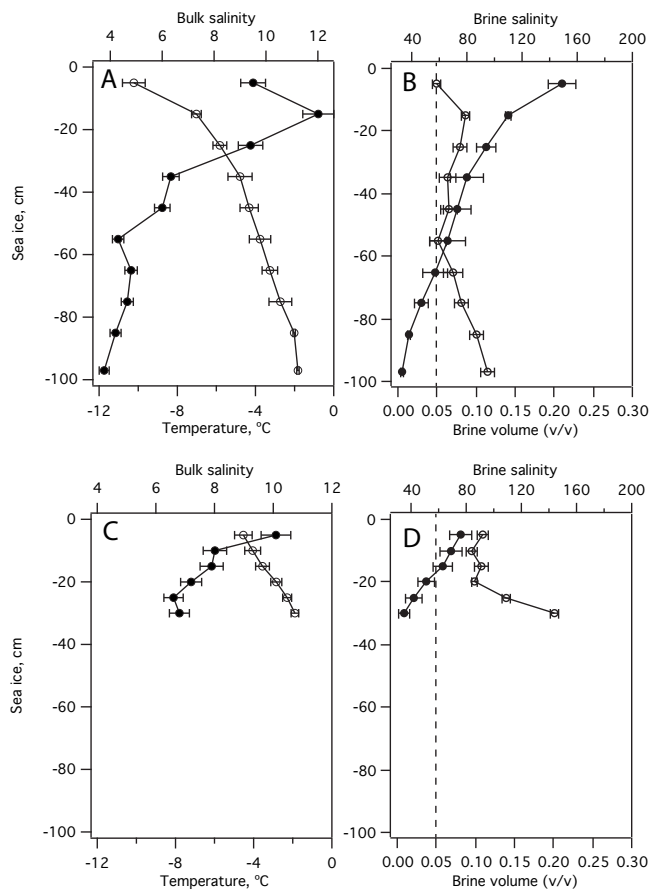 Bulk salinity
Brine salinity
4 6 8 10 12
40 80 120 160 200
A
B
0
-20
-40
-60
-80
-100
Sea ice, cm
0
-20
-40
-60
-80
-100
-12 -8 -4 0
0.00 0.05 0.10 0.15 0.20 0.25 0.30
Temperature, °C
Brine volume (v/v)
Bulk salinity
Brine salinity
4 6 8 10 12
40 80 120 160 200
C
D
0
-20
-40
-60
-80
-100
Sea ice, cm
0
-20
-40
-60
-80
-100
-12 -8 -4 0
0.00 0.05 0.10 0.15 0.20 0.25 0.30
Temperature, °C
Brine volume (v/v)